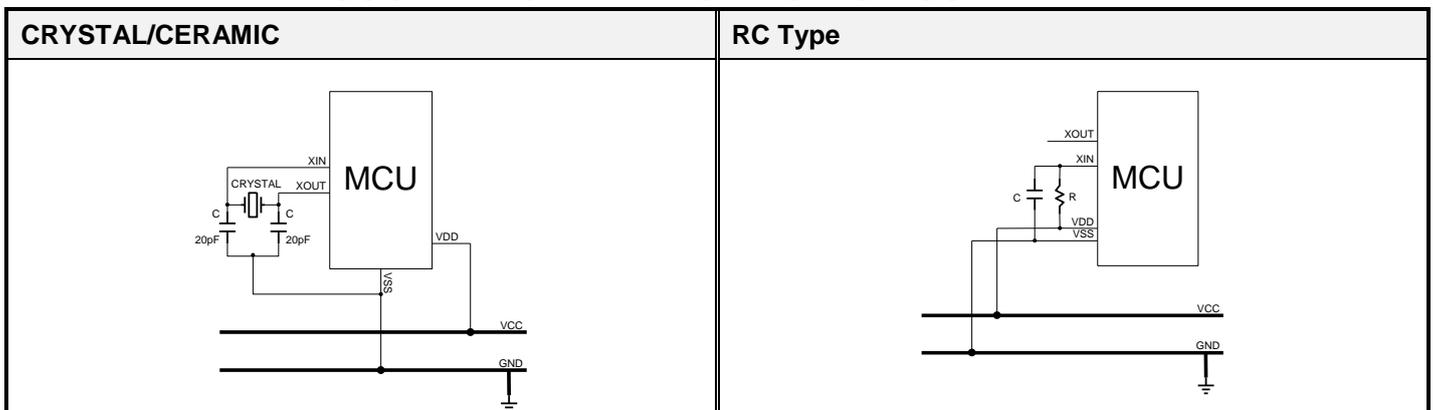 CRYSTAL/CERAMIC
RC Type
XIN
MCU
CRYSTAL
XOUT
C
C
20pF
20pF
VDD
VSS
VCC
GND
XOUT
XIN
MCU
C
R
VDD
VSS
VCC
GND